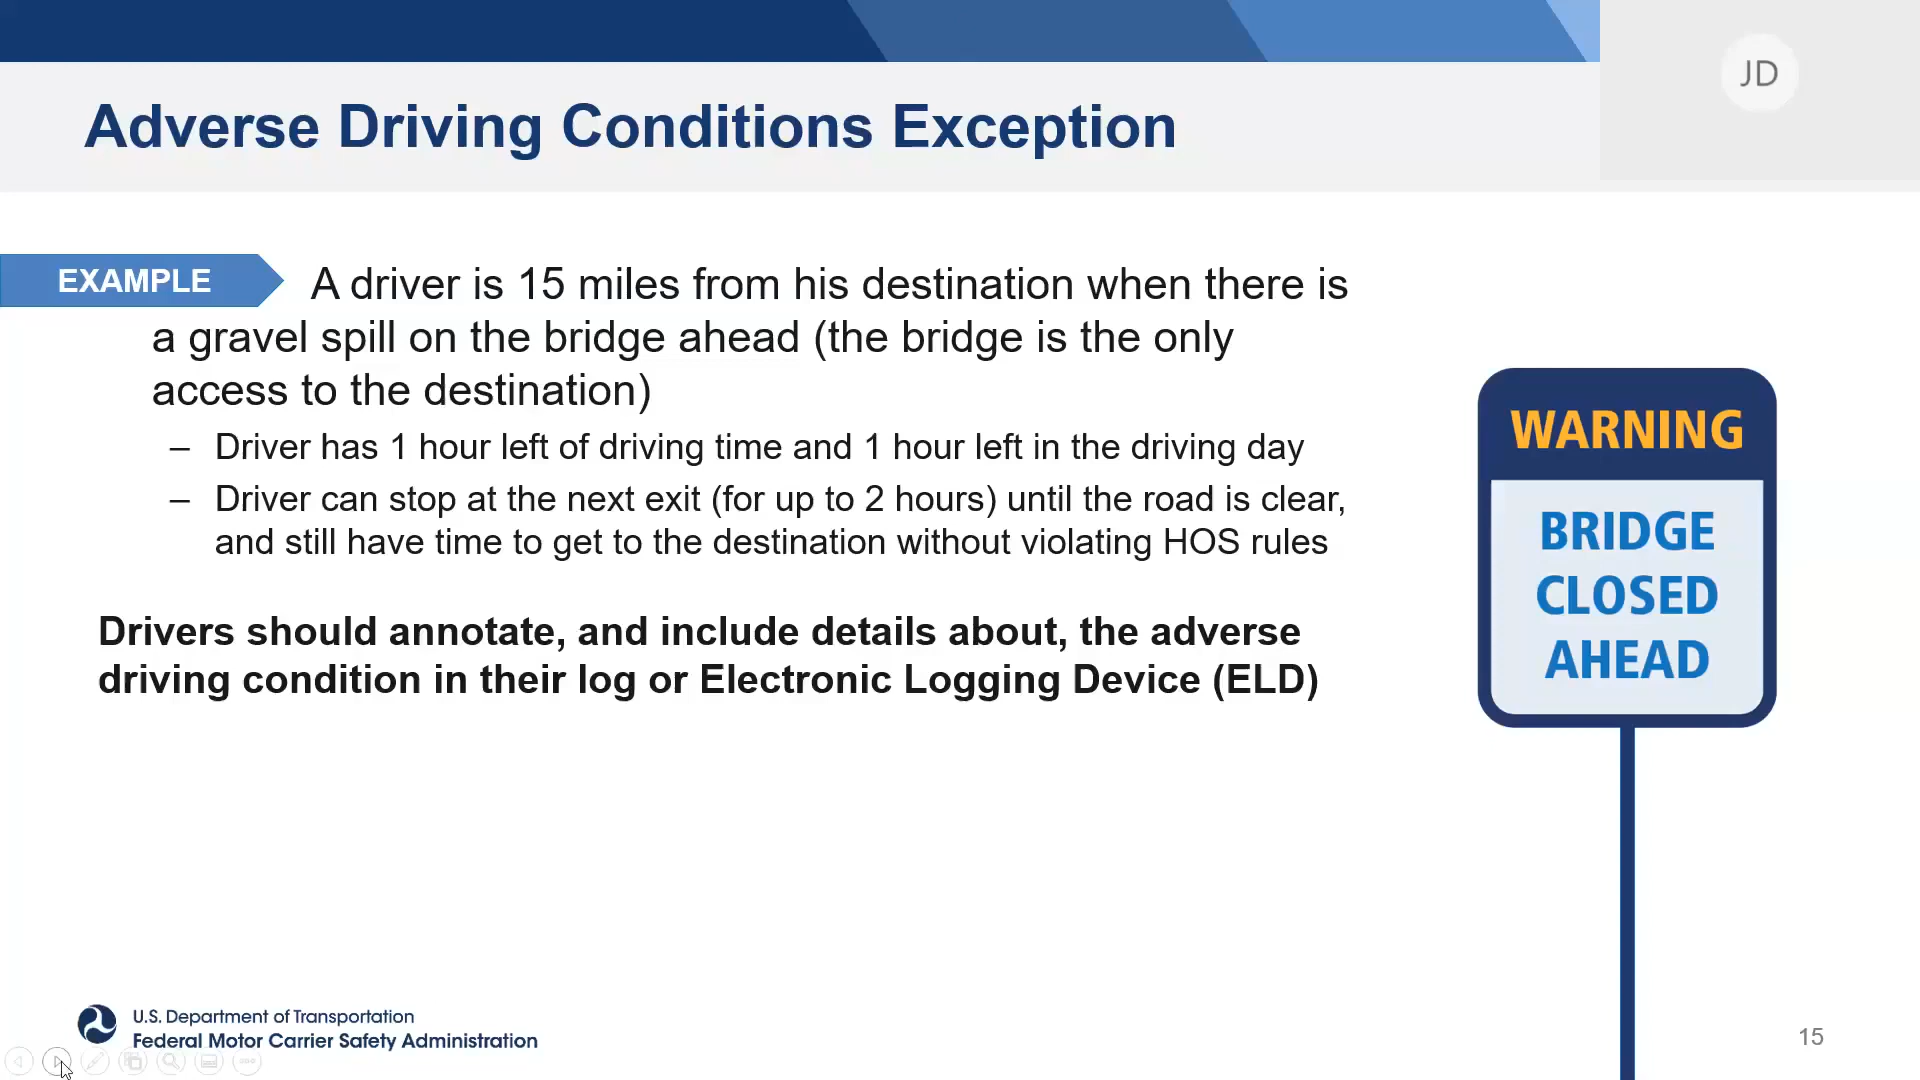 JD
Adverse Driving Conditions Exception
EXAMPLE
A driver is 15 miles from his destination when there is
a gravel spill on the bridge ahead (the bridge is the only
access to the destination)
– Driver has 1 hour left of driving time and 1 hour left in the driving day
– Driver can stop at the next exit (for up to 2 hours) until the road is clear,
and still have time to get to the destination without violating HOS rules
Drivers should annotate, and include details about, the adverse
driving condition in their log or Electronic Logging Device (ELD)
WARNING
BRIDGE
CLOSED
AHEAD
U.S. Department of Transportation
Federal Motor Carrier Safety Administration
15